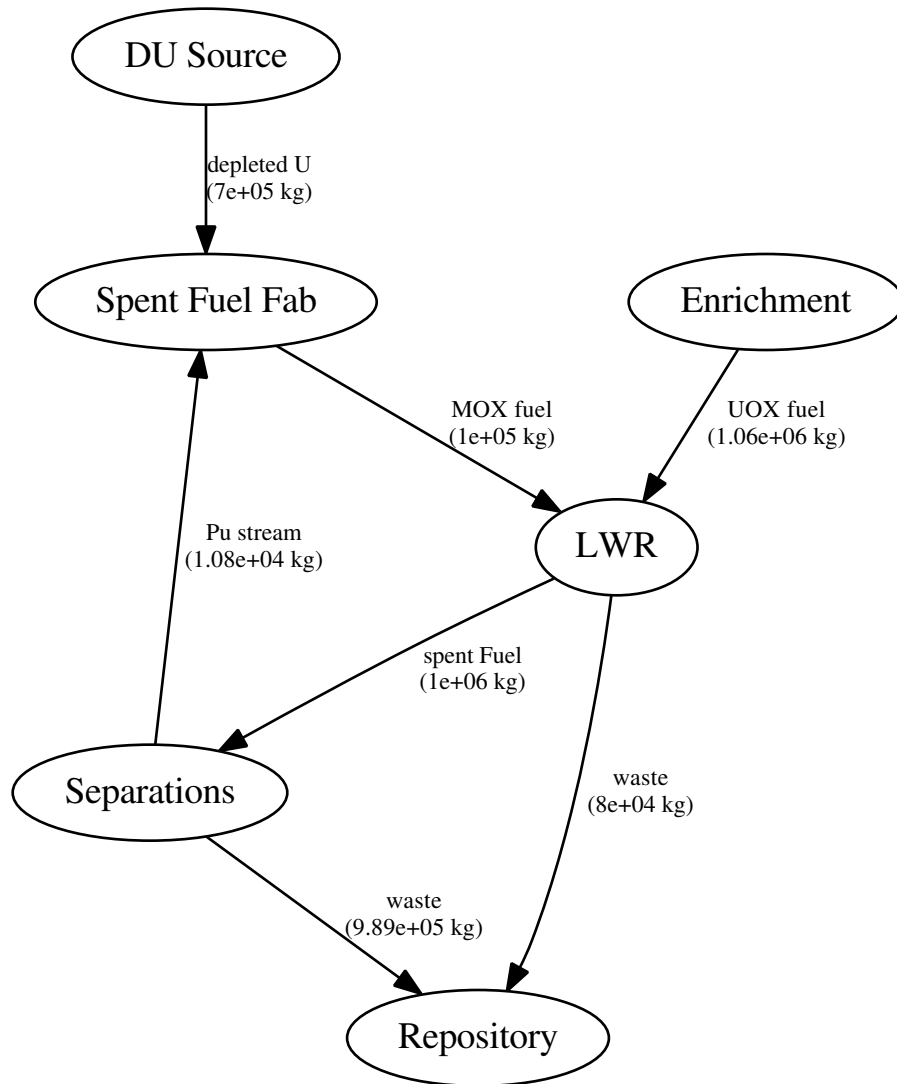 DU Source
depleted U
(7e+05 kg)
Spent Fuel Fab
Enrichment
MOX fuel
(1e+05 kg)
UOX fuel
(1.06e+06 kg)
LWR
Pu stream
(1.08e+04 kg)
spent Fuel
(1e+06 kg)
Separations
waste
(8e+04 kg)
waste
(9.89e+05 kg)
Repository